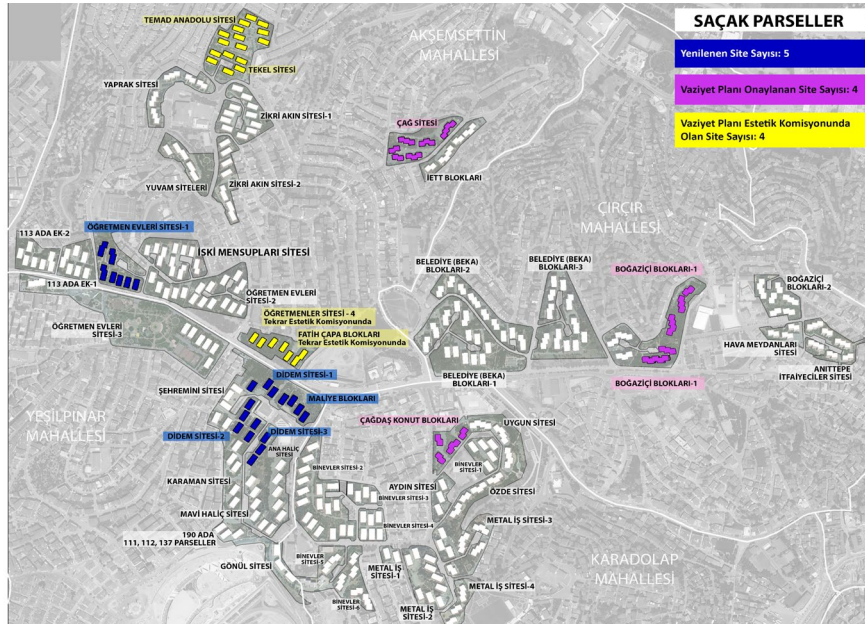 SAÇAK PARSELLER
Yenilenen Site Sayısı: 5
Vaziyet Planı Onaylanan Site Sayısı: 4
Vaziyet Planı Estetik Komisyonunda
Olan Site Sayısı: 4
TEMAD ANADOLU SİTESİ
AKŞEMSETTİN
MAHALLESİ
TEKEL SİTESİ
YAPRAK SİTESİ
ZİKRİ AKIN SİTESİ-1
ÇAĞ SİTESİ
İETT BLOKLARI
YUVAM SİTELERİ
ZİKRİ AKIN SİTESİ-2
ÇIRÇIR
MAHALLESİ
113 ADA EK-2
ÖĞRETMEN EVLERİ SİTESİ-1
İSKİ MENSUPLARI SİTESİ
113 ADA EK-1
ÖĞRETMEN EVLERİ
SİTESİ-2
BELEDİYE (BEKA)
BLOKLARI-2
BELEDİYE (BEKA)
BLOKLARI-3
BOĞAZİÇİ BLOKLARI-1
BOĞAZİÇİ
BLOKLARI-2
ÖĞRETMENLER SİTESİ - 4
Tekrar Estetik Komisyonunda
ÖĞRETMEN EVLERİ
SİTESİ-3
FATİH ÇAPA BLOKLARI
Tekrar Estetik Komisyonunda
HAVA MEYDANLARI
SİTESİ
ANITTEPE
İTFAİYECİLER SİTESİ
DİDEM SİTESİ-1
BELEDİYE (BEKA)
BLOKLARI-1
BOĞAZİÇİ BLOKLARI-1
ŞEHREMİNİ SİTESİ
MALİYE BLOKLARI
YEŞİLPINAR
MAHALLESİ
ÇAĞDAŞ KONUT BLOKLARI
UYGUN SİTESİ
DİDEM SİTESİ-2
DİDEM SİTESİ-3
ANA HALİÇ
SİTESİ
BİNEVLER SİTESİ-2
BİNEVLER
SİTESİ-1
KARAMAN SİTESİ
AYDIN SİTESİ
ÖZDE SİTESİ
BİNEVLER SİTESİ-3
MAVİ HALİÇ SİTESİ
BİNEVLER SİTESİ-4
METAL İŞ SİTESİ-3
190 ADA
111, 112, 137 PARSELLER
GÖNÜL SİTESİ
BİNEVLER
SİTESİ-5
METAL İŞ
SİTESİ-1
KARADOLAP
MAHALLESİ
METAL İŞ SİTESİ-4
BİNEVLER
SİTESİ-6
METAL İŞ
SİTESİ-2